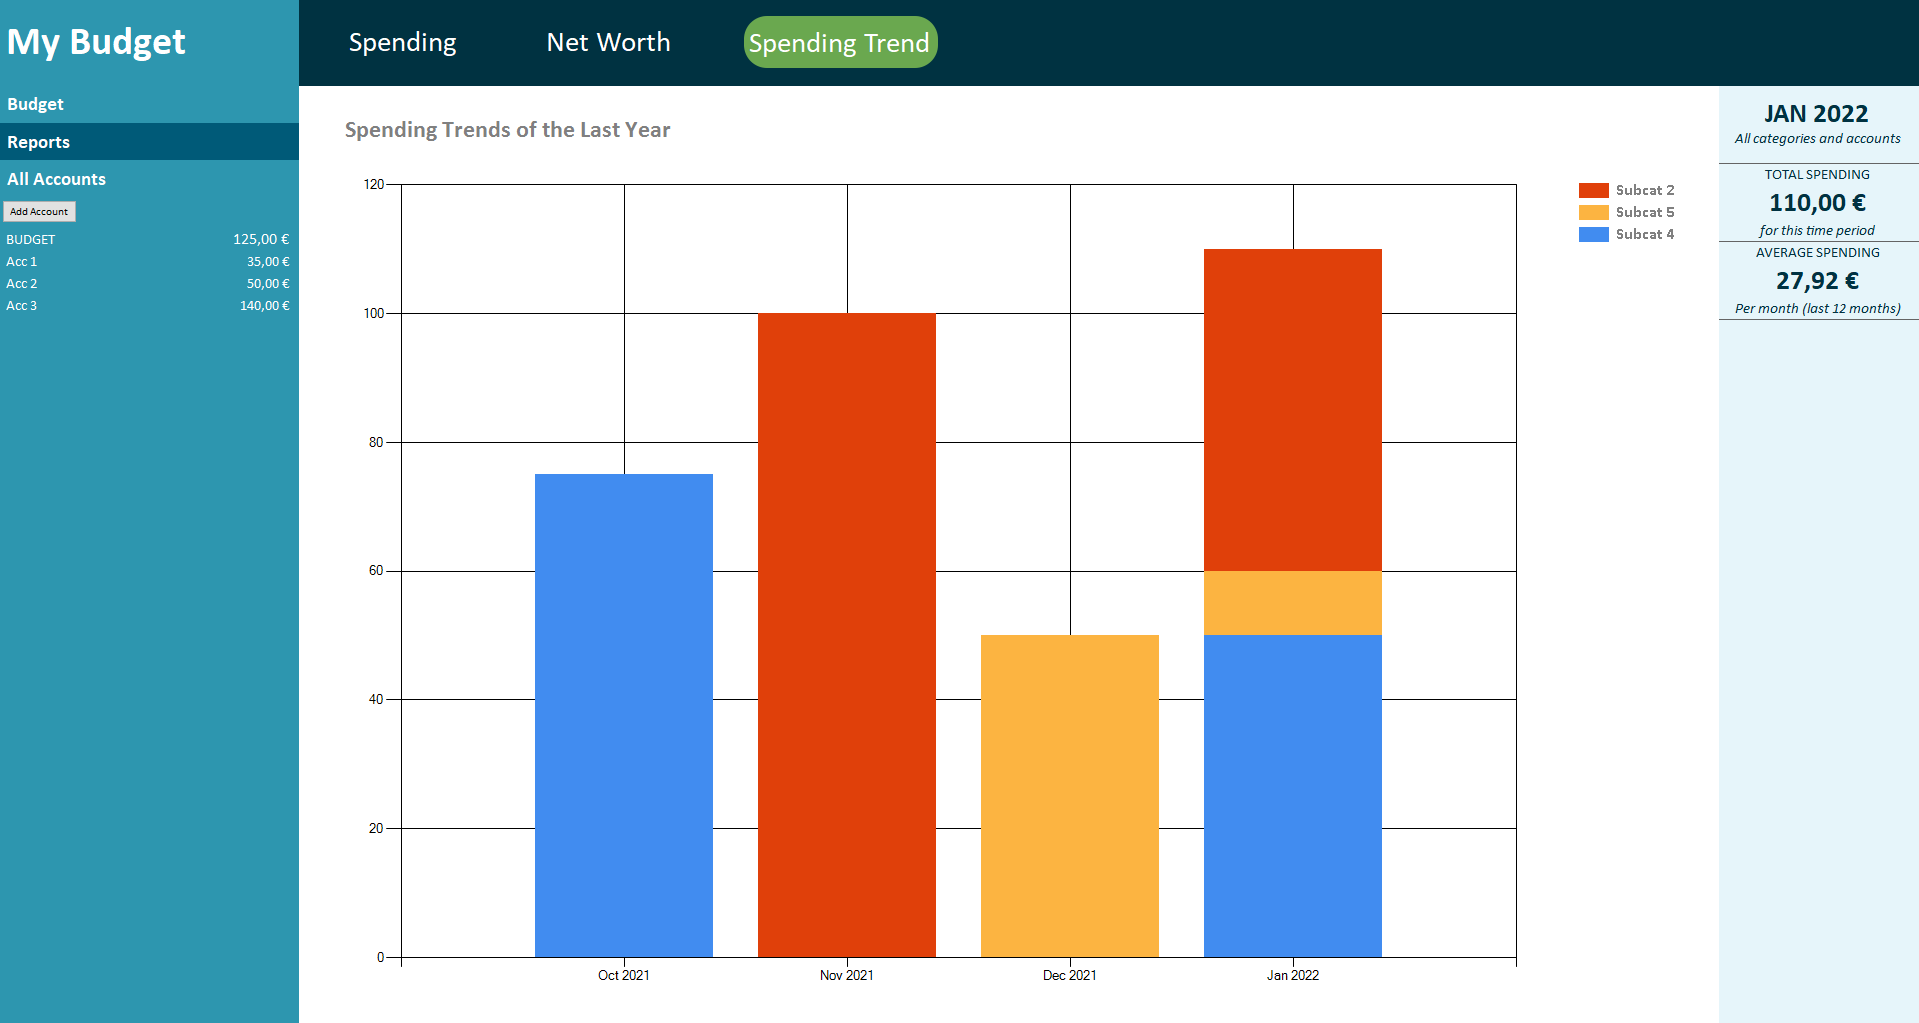 My Budget
Budget
Reports
All Accounts
Add Account
BUDGET 125,00 €
Acc 1 35,00 €
Acc 2 50,00 €
Acc 3 140,00 €
Spending Net Worth Spending Trend
Spending Trends of the Last Year
120
100
80
60
40
20
0
Oct 2021 Nov 2021 Dec 2021 Jan 2022
Subcat 2
Subcat 5
Subcat 4
JAN 2022
All categories and accounts
TOTAL SPENDING
110,00 €
for this time period
AVERAGE SPENDING
27,92 €
Per month (last 12 months)